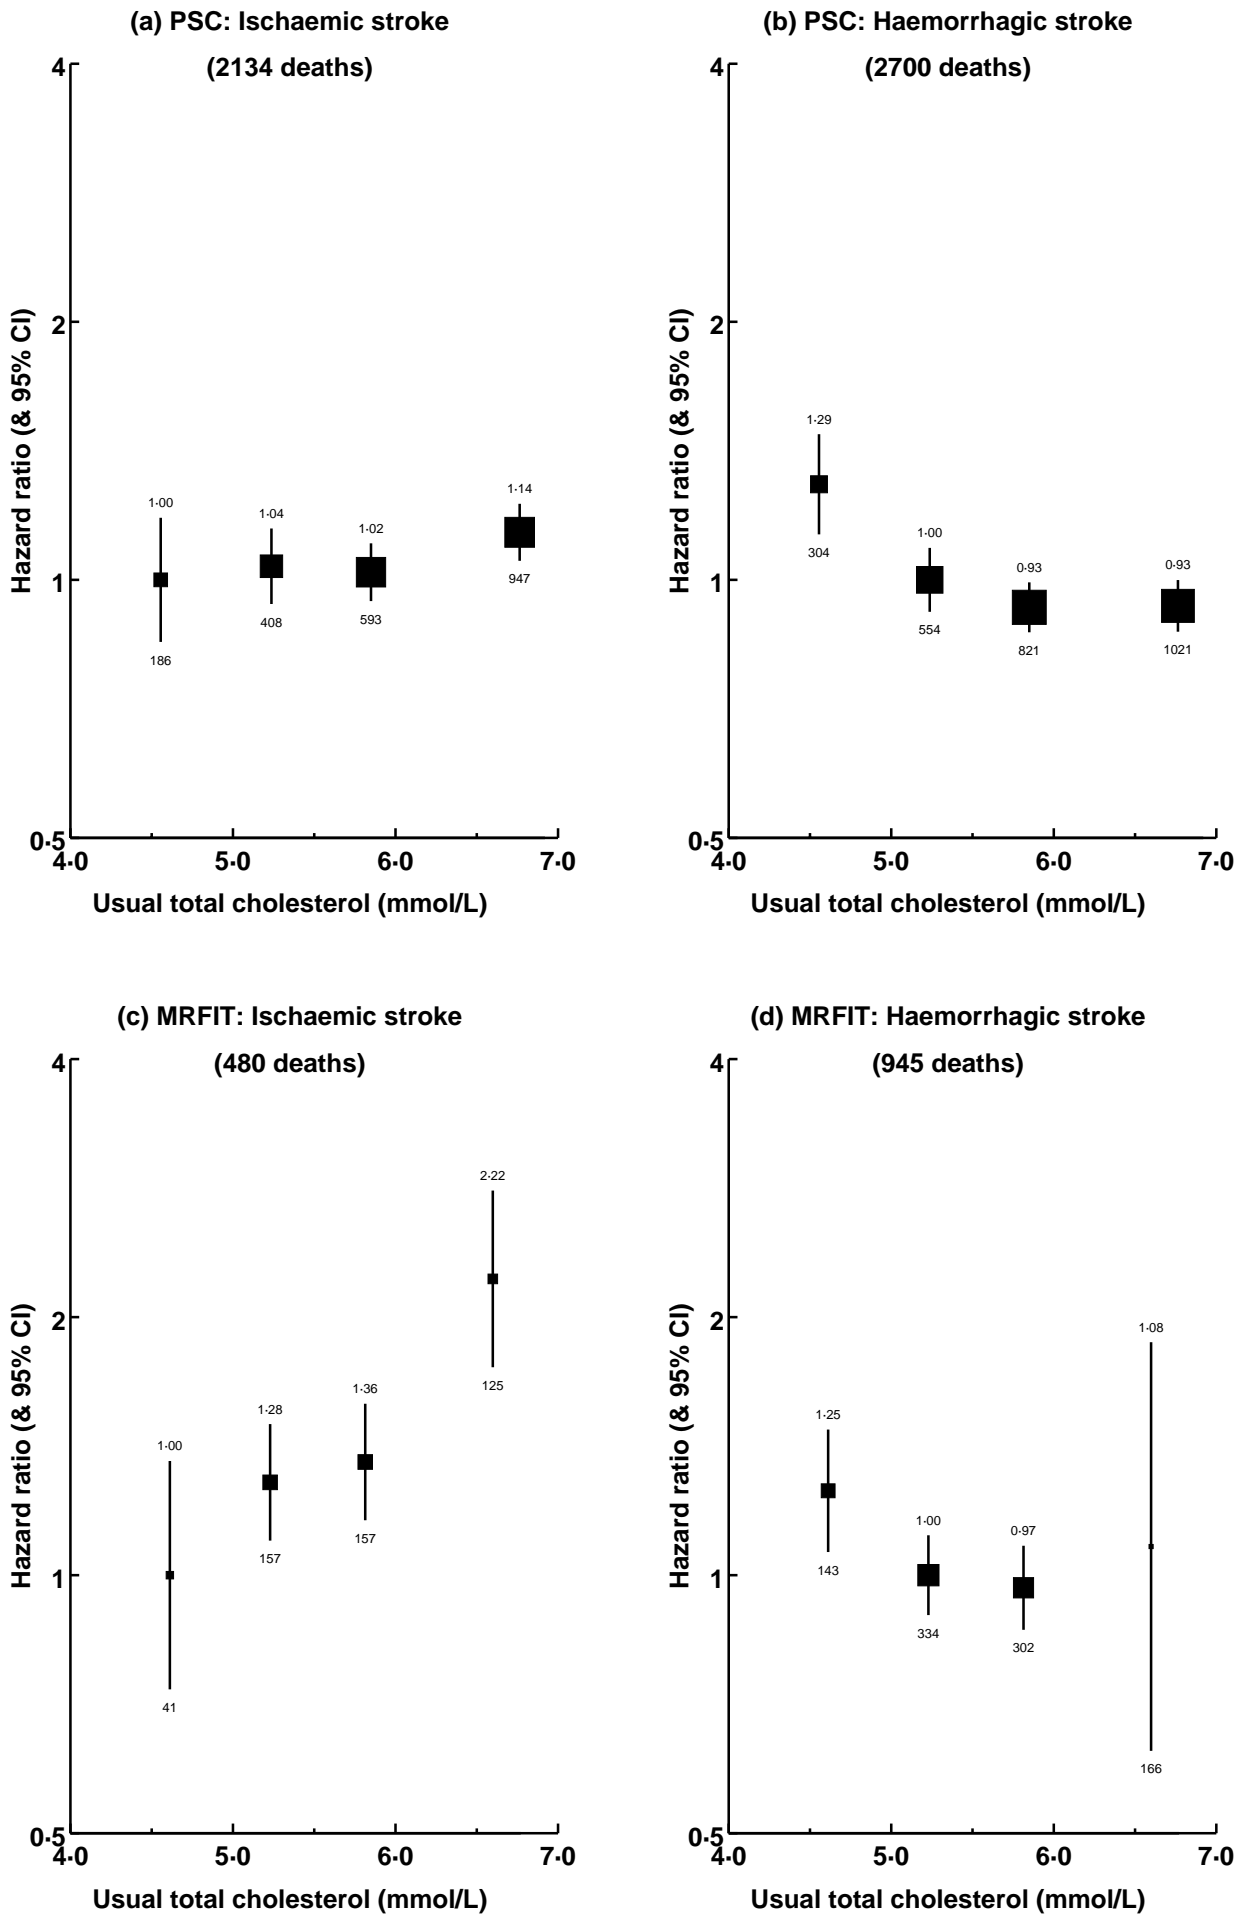 (a) PSC: Ischaemic stroke
(2134 deaths)
4
2
1
0·5
Hazard ratio (& 95% CI)
1·00
186
1·04
408
1·02
593
1·14
947
4·0 5·0 6·0 7·0
Usual total cholesterol (mmol/L)
(b) PSC: Haemorrhagic stroke
(2700 deaths)
4
2
1
0·5
Hazard ratio (& 95% CI)
1·29
304
1·00
554
0·93
821
0·93
1021
4·0 5·0 6·0 7·0
Usual total cholesterol (mmol/L)
(c) MRFIT: Ischaemic stroke
(480 deaths)
4
2
1
0·5
Hazard ratio (& 95% CI)
1·00
41
1·28
157
1·36
157
2·22
125
4·0 5·0 6·0 7·0
Usual total cholesterol (mmol/L)
(d) MRFIT: Haemorrhagic stroke
(945 deaths)
4
2
1
0·5
Hazard ratio (& 95% CI)
1·25
143
1·00
334
0·97
302
1·08
166
4·0 5·0 6·0 7·0
Usual total cholesterol (mmol/L)